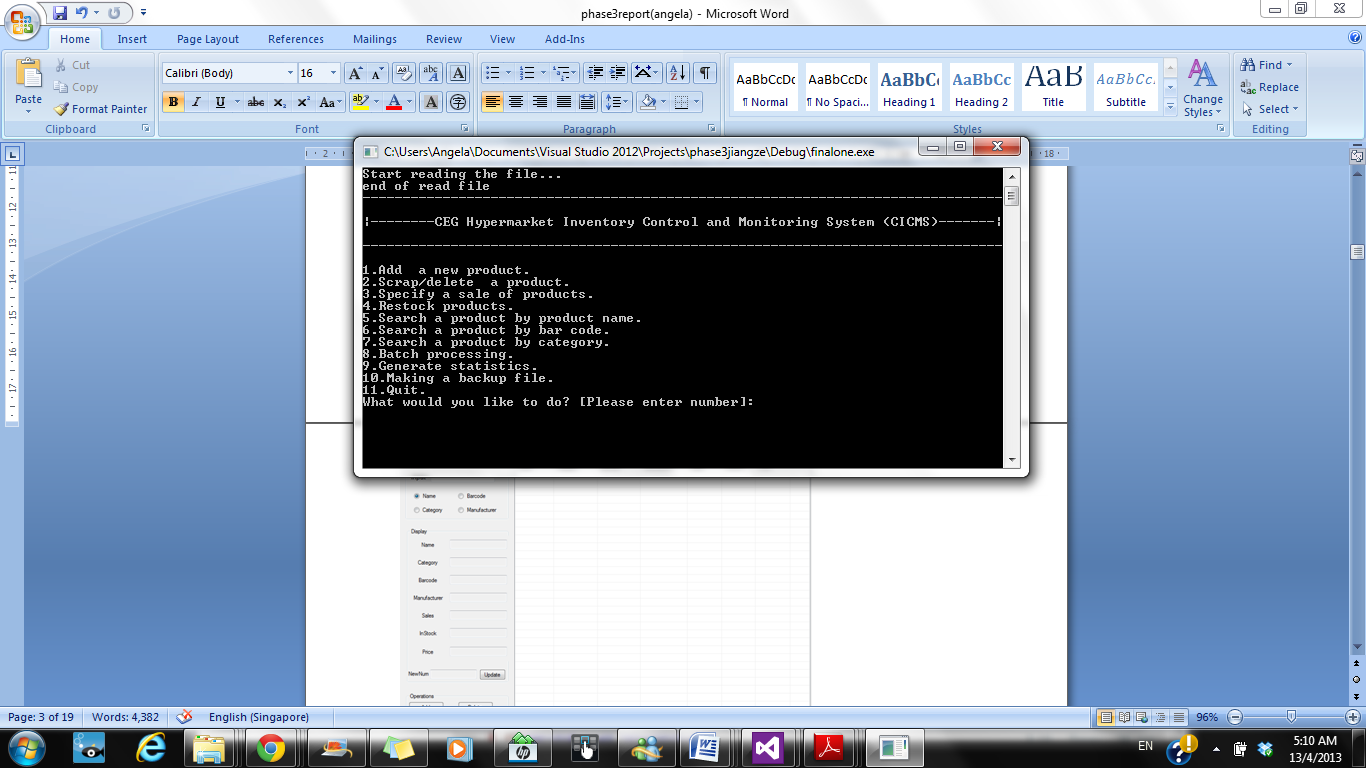 phase3report(angela) - Microsoft Word
Home Insert Page Layout References Mailings Review View Add-Ins
Paste
Cut
Copy
Format Painter
Clipboard
Calibri (Body) 16
Font
Paragraph
AaBbCcDc AaBbCcDc AaBbC AaBbCc AaB AaBbCc.
¶ Normal ¶ No Spaci... Heading 1 Heading 2 Title Subtitle
Change
Styles
Styles
Find
Replace
Select
Editing
C:\Users\Angela\Documents\Visual Studio 2012\Projects\phase3jiangze\Debug\finalone.exe
Start reading the file...
end of read file
--------------------------------------------------------------------------------
¦--------CEG Hypermarket Inventory Control and Monitoring System (CICMS)-------¦
--------------------------------------------------------------------------------
1.Add  a new product.
2.Scrap/delete  a product.
3.Specify a sale of products.
4.Restock products.
5.Search a product by product name.
6.Search a product by bar code.
7.Search a product by category.
8.Batch processing.
9.Generate statistics.
10.Making a backup file.
11.Quit.
What would you like to do? [Please enter number]:
Name Barcode
Category Manufacturer
Display
Name
Category
Barcode
Manufacturer
Sales
InStock
Price
NewNum Update
Operations
Page: 3 of 19 Words: 4,382 English (Singapore) 96%
EN 5:10 AM
13/4/2013